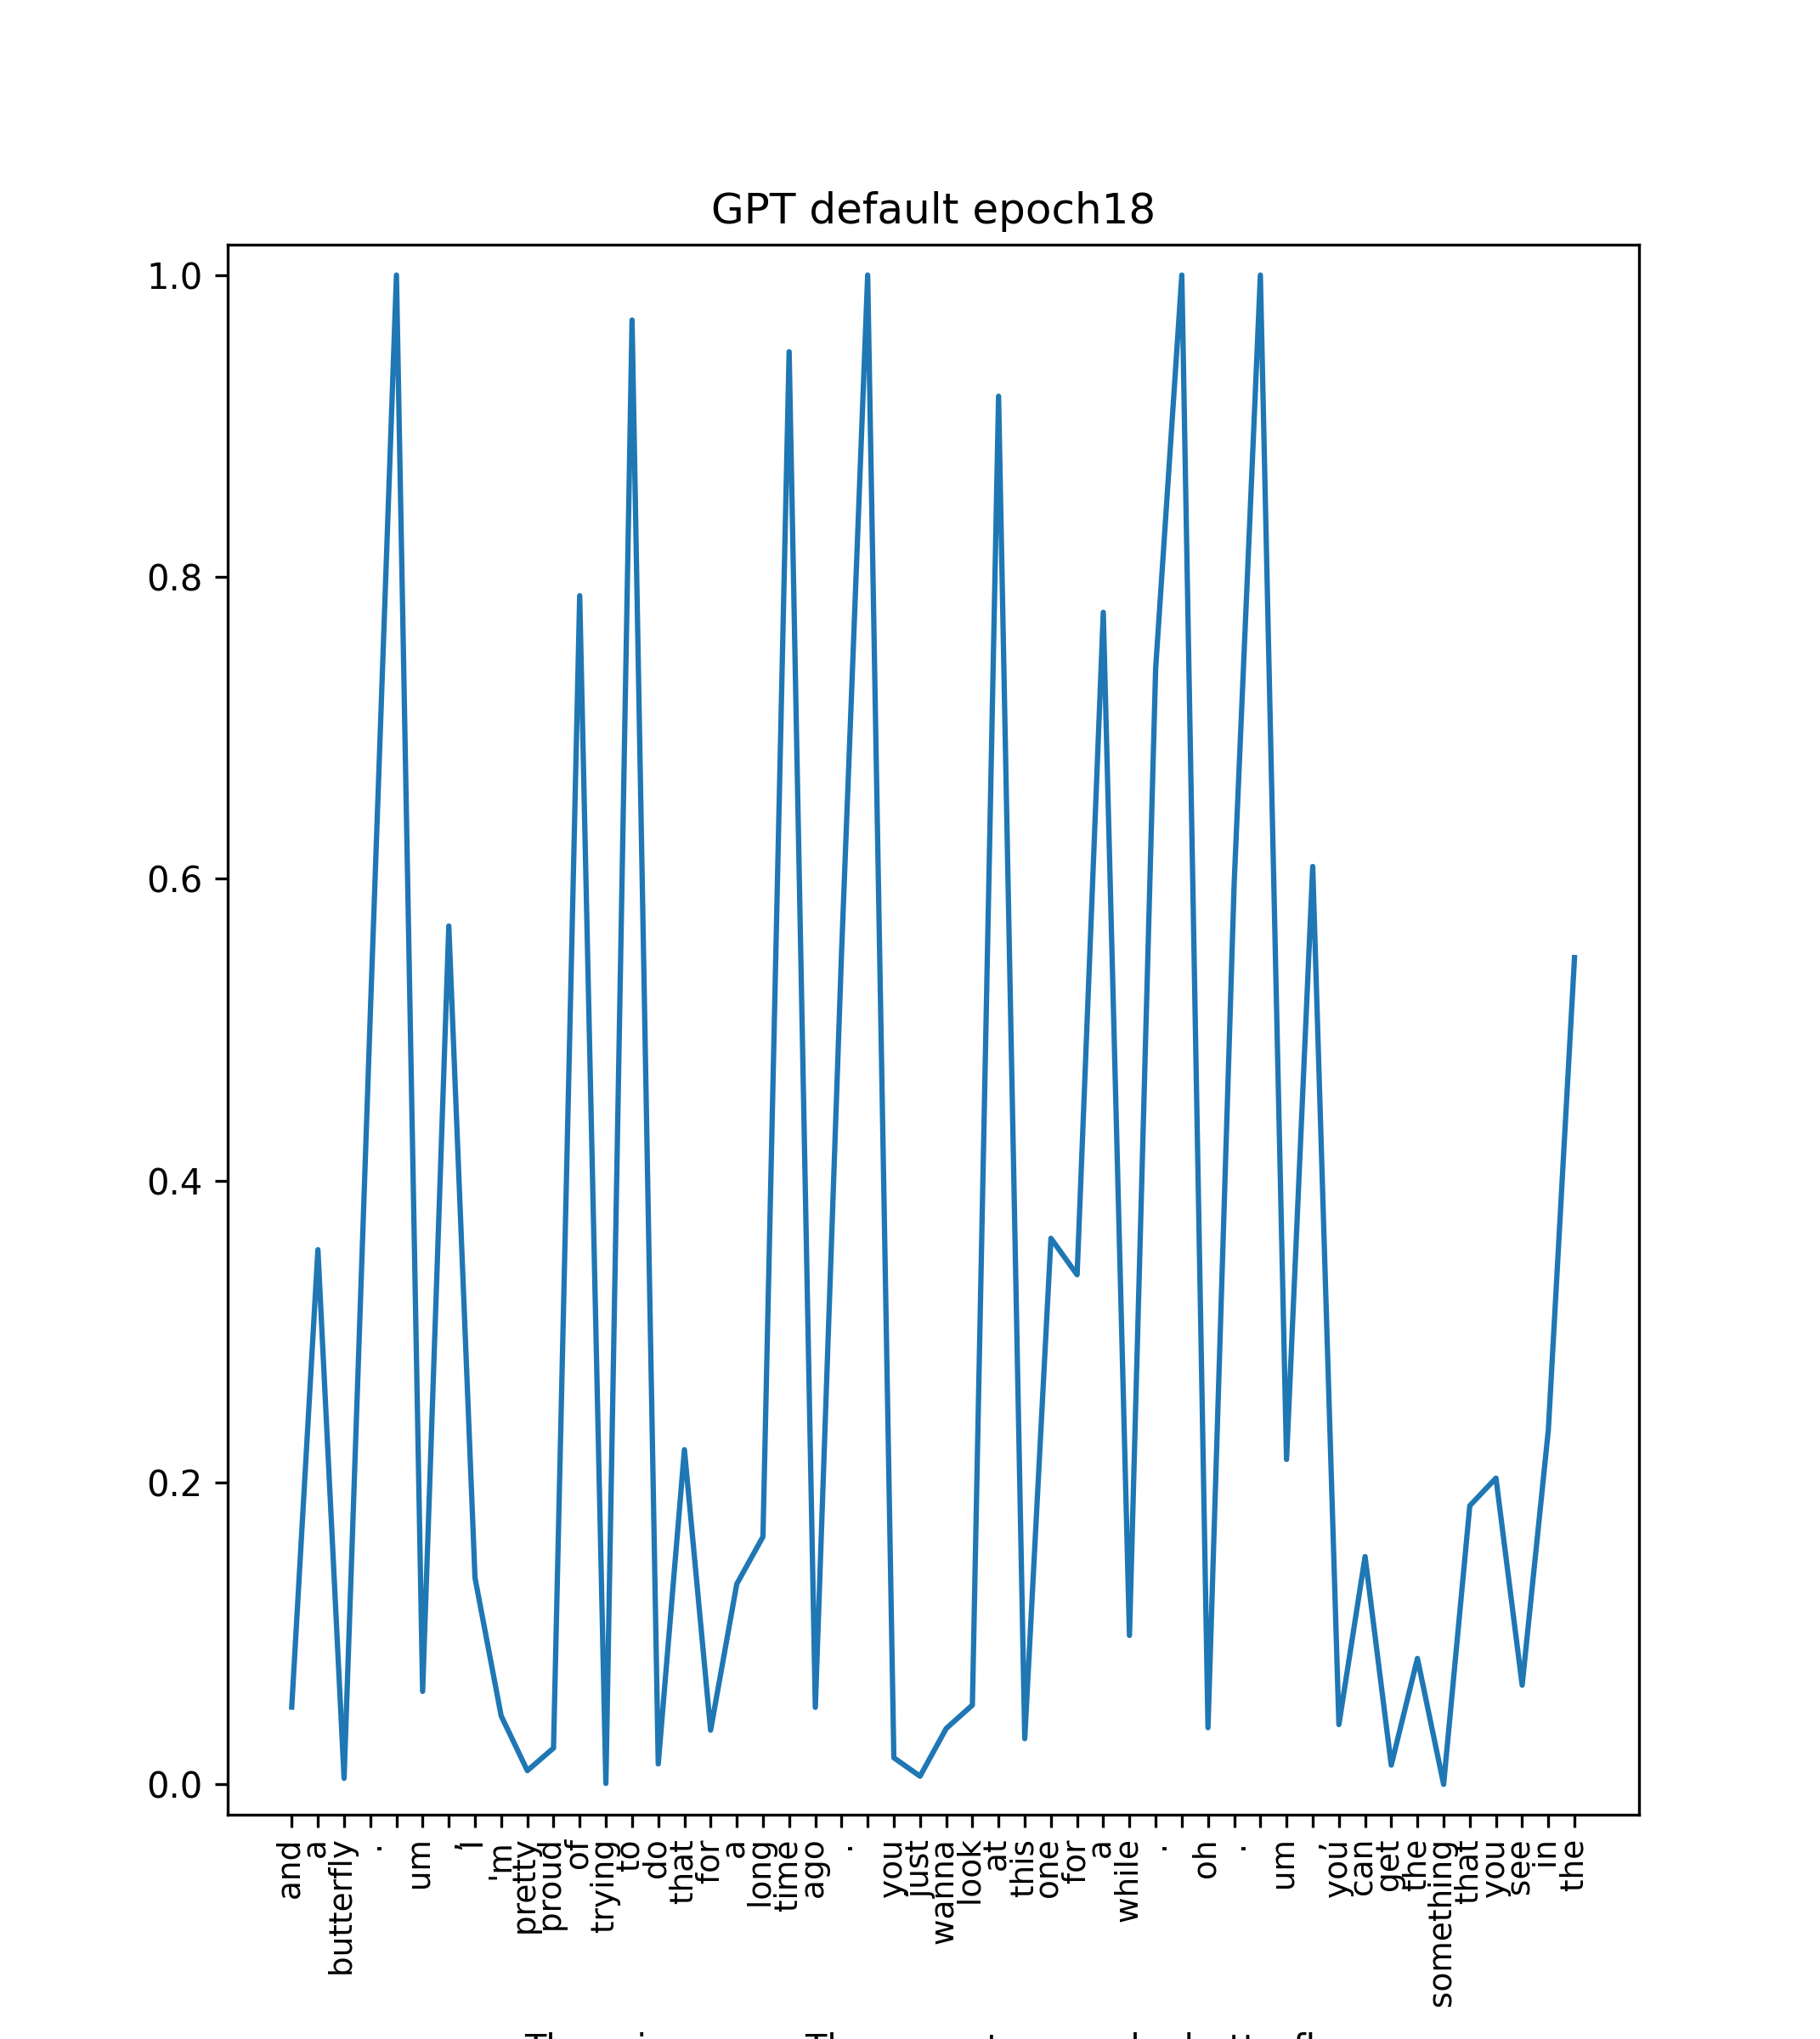 GPT default epoch18
1.0
0.8
0.6
0.4
0.2
0.0
and
a
butterfly
.
um
,
I
'm
pretty
proud
of
trying
to
do
that
for
a
long
time
ago
.
you
just
wanna
look
at
this
one
for
a
while
.
oh
.
um
,
you
can
get
the
something
that
you
see
in
the